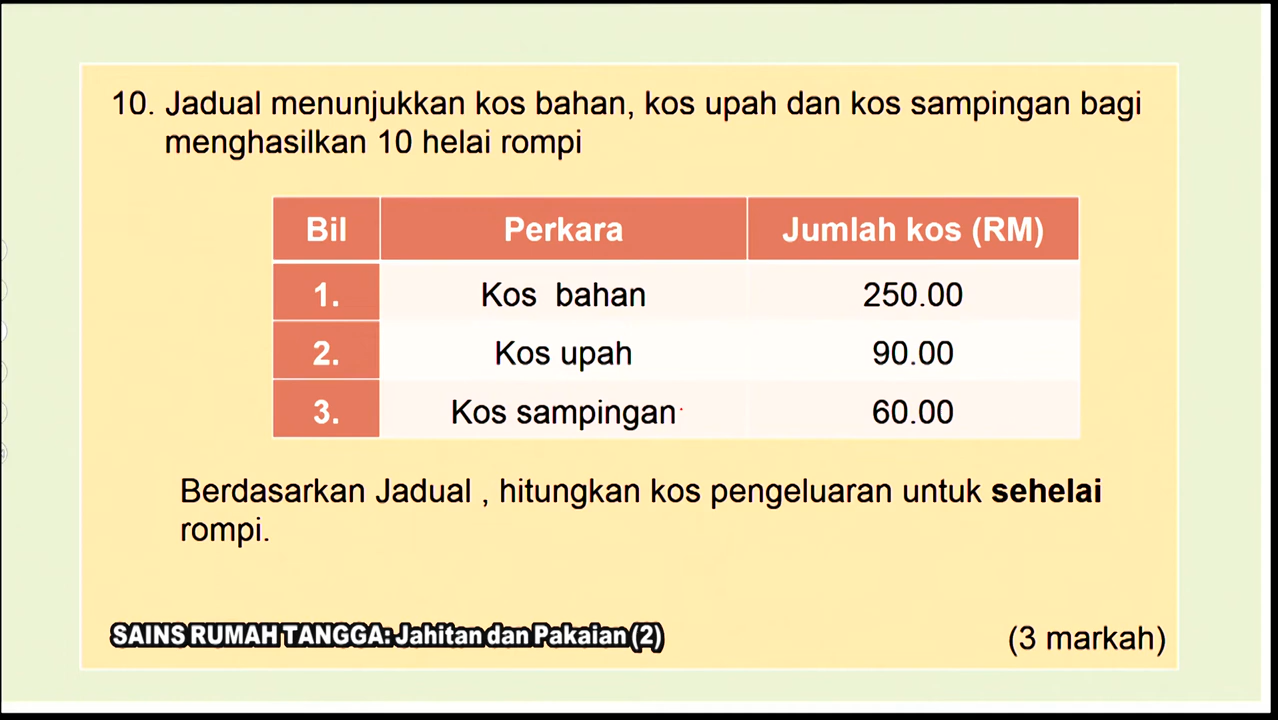 10. Jadual menunjukkan kos bahan, kos upah dan kos sampingan bagi
menghasilkan 10 helai rompi
Bil Perkara Jumlah kos (RM)
1. Kos bahan 250.00
2. Kos upah 90.00
3. Kos sampingan 60.00
Berdasarkan Jadual , hitungkan kos pengeluaran untuk sehelai
rompi.
SAINS RUMAH TANGGA: Jahitan dan Pakaian (2)
(3 markah)